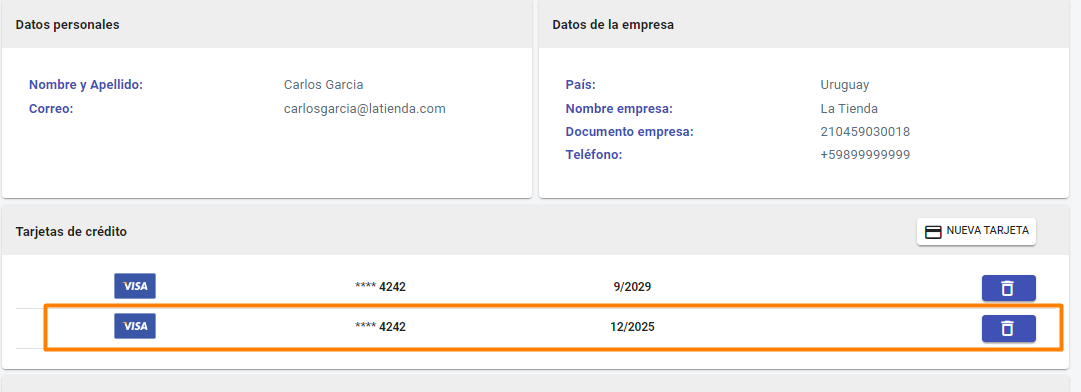 Datos personales
Nombre y Apellido: Carlos Garcia
Correo: carlosgarcia@latienda.com
Datos de la empresa
País: Uruguay
Nombre empresa: La Tienda
Documento empresa: 210459030018
Teléfono: +59899999999
Tarjetas de crédito
NUEVA TARJETA
VISA **** 4242 9/2029
VISA **** 4242 12/2025